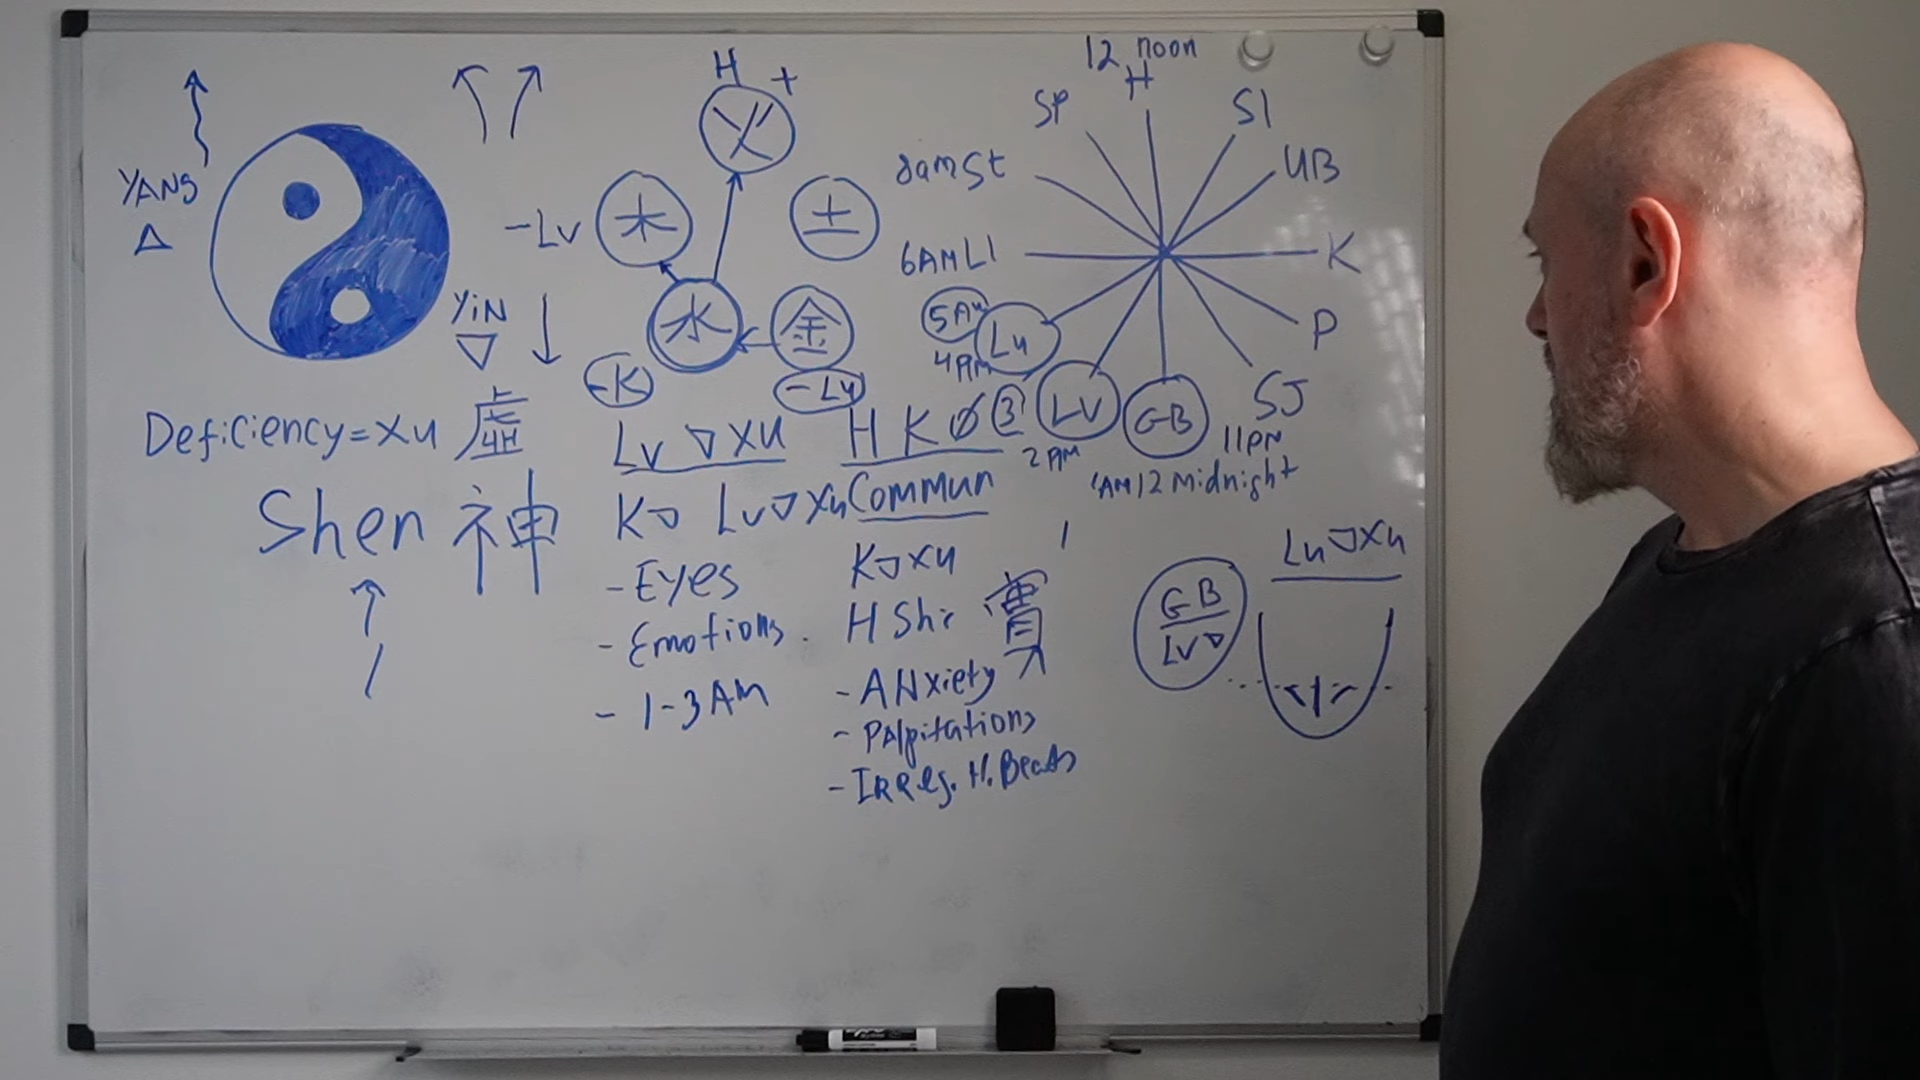 YANG
YiN
Deficiency = Xu 虛
Shen 神
H +
火
-Lv 木
土
水
金
-K
-Lu
Lv ▽ XU
K▽ Lv▽Xu
- Eyes
- Emotions
- 1-3AM
H K
Commun
K▽XU
H Shi 實
- ANxiety
- PAlpitations
- IRReg. H. Beats
12 noon
H
SP
SI
8am St
UB
6AM LI
K
5AM
Lu
4AM
P
3
LV
2AM
GB
SJ
11PM
1AM 12 Midnight
Lu▽Xu
GB
Lv▽